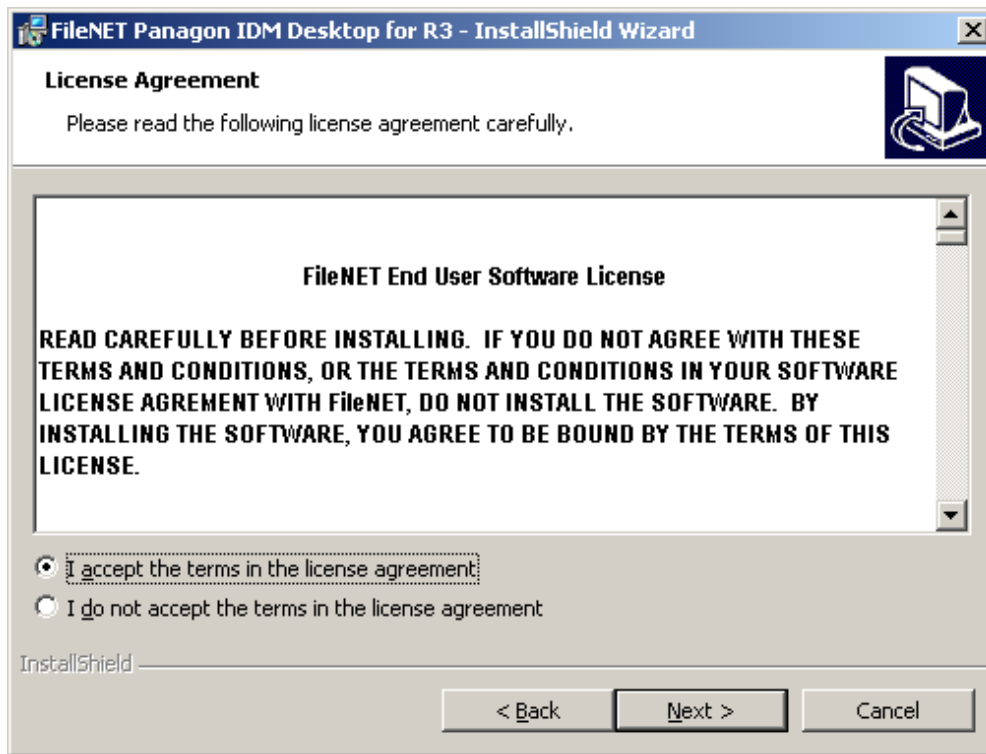 FileNET Panagon IDM Desktop for R3 - InstallShield Wizard
License Agreement
Please read the following license agreement carefully.
FileNET End User Software License
READ CAREFULLY BEFORE INSTALLING.  IF YOU DO NOT AGREE WITH THESE
TERMS AND CONDITIONS, OR THE TERMS AND CONDITIONS IN YOUR SOFTWARE
LICENSE AGREMENT WITH FileNET, DO NOT INSTALL THE SOFTWARE.  BY
INSTALLING THE SOFTWARE, YOU AGREE TO BE BOUND BY THE TERMS OF THIS
LICENSE.
I accept the terms in the license agreement
I do not accept the terms in the license agreement
InstallShield
< Back Next > Cancel